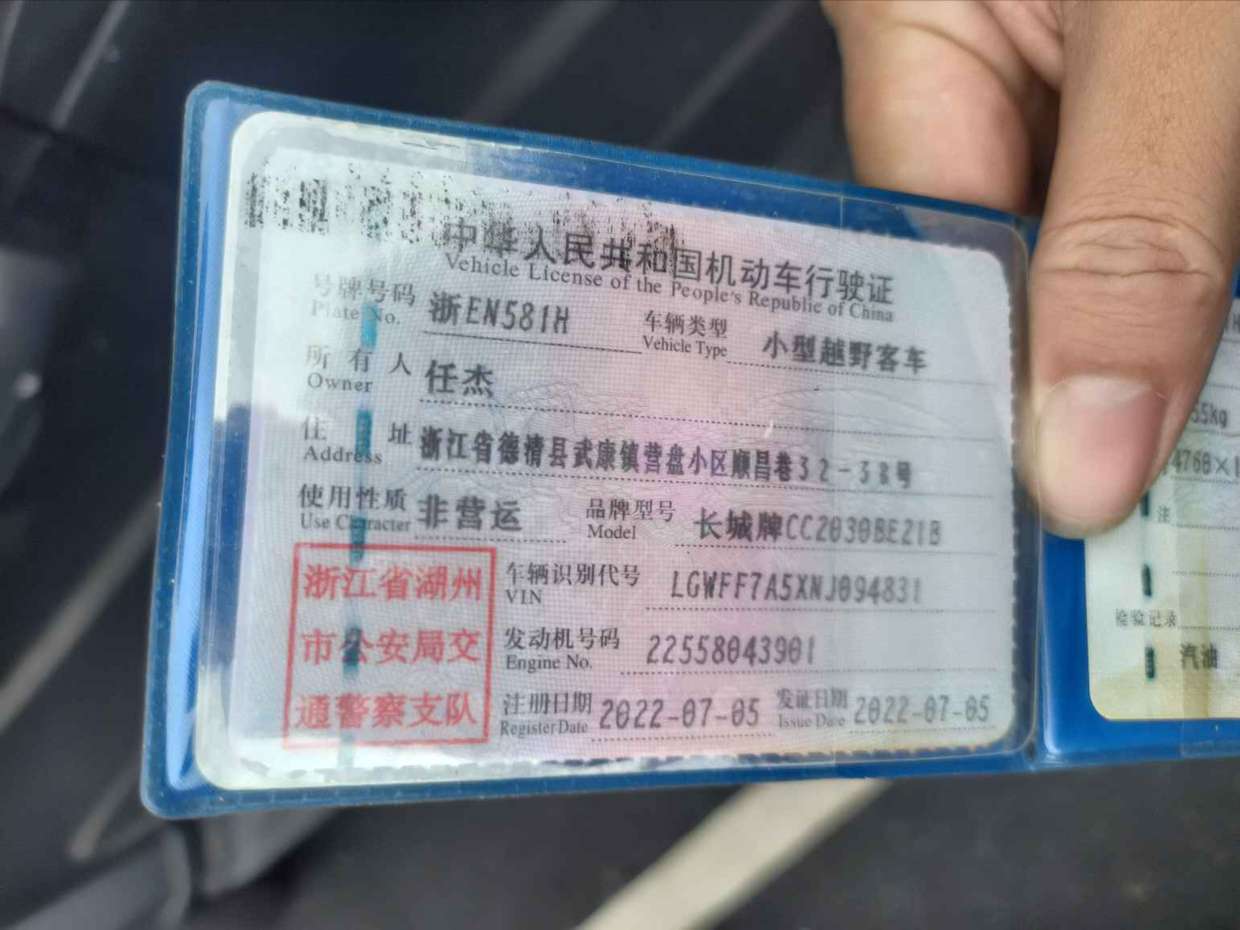 中华人民共和国机动车行驶证
Vehicle License of the People's Republic of China
号牌号码 浙EN581H 车辆类型 小型越野客车
Plate No. Vehicle Type
所有人 任杰
Owner
住址 浙江省德清县武康镇营盘小区顺昌巷32-38号
Address
使用性质 非营运 品牌型号 长城牌CC2030BE21B
Use Character Model
浙江省湖州
市公安局交
通警察支队
车辆识别代号 LGWFF7A5XNJ094831
VIN
发动机号码 22558043901
Engine No.
注册日期 2022-07-05 发证日期 2022-07-05
Register Date Issue Date
检验记录
汽油